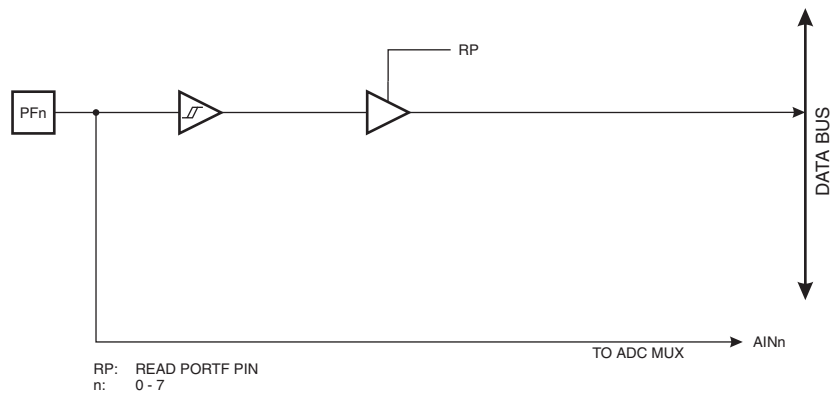 RP
PFn
DATA BUS
AINn
TO ADC MUX
RP: READ PORTF PIN
n: 0 - 7